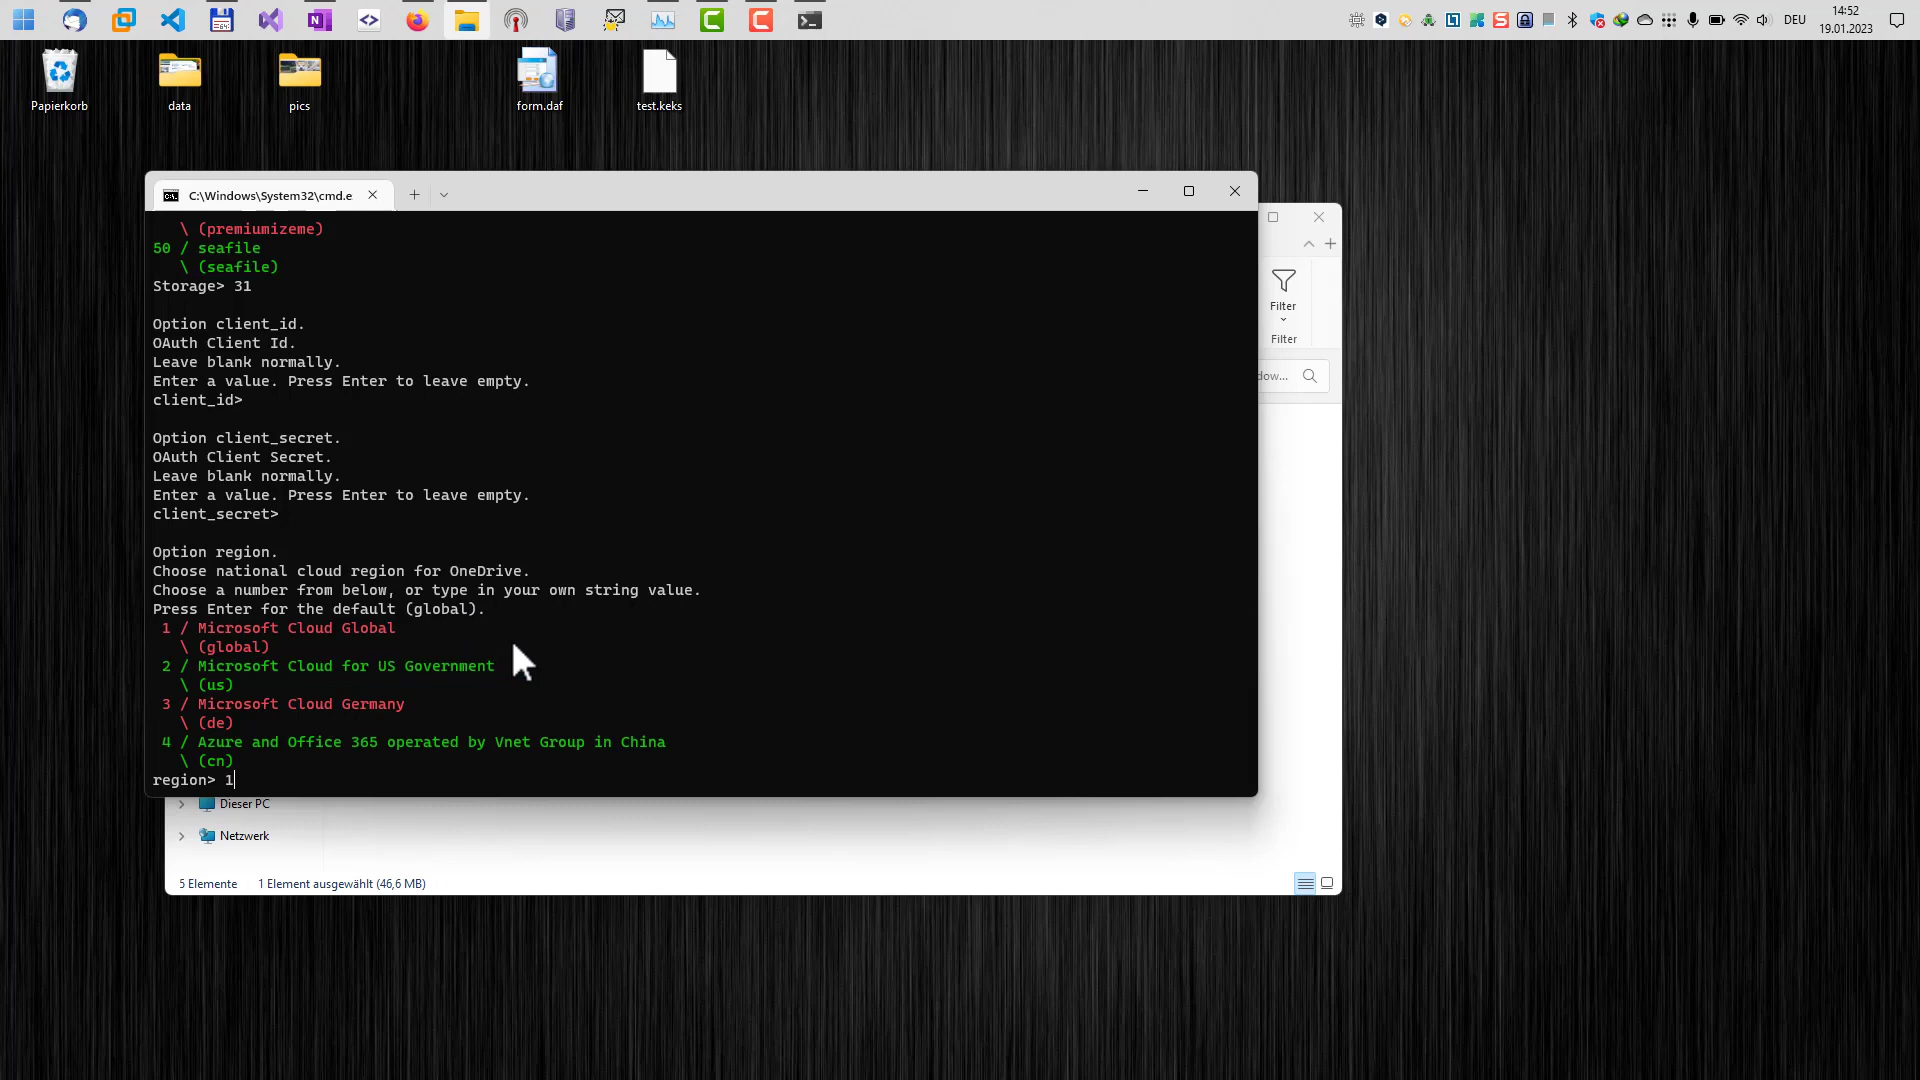 DEU
14:52
19.01.2023
Papierkorb
data
pics
form.daf
test.keks
C:\Windows\System32\cmd.e
\ (premiumizeme)
50 / seafile
\ (seafile)
Storage> 31
Option client_id.
OAuth Client Id.
Leave blank normally.
Enter a value. Press Enter to leave empty.
client_id>
Option client_secret.
OAuth Client Secret.
Leave blank normally.
Enter a value. Press Enter to leave empty.
client_secret>
Option region.
Choose national cloud region for OneDrive.
Choose a number from below, or type in your own string value.
Press Enter for the default (global).
1 / Microsoft Cloud Global
\ (global)
2 / Microsoft Cloud for US Government
\ (us)
3 / Microsoft Cloud Germany
\ (de)
4 / Azure and Office 365 operated by Vnet Group in China
\ (cn)
region> 1
Filter
Filter
dow...
Dieser PC
Netzwerk
5 Elemente
1 Element ausgewählt (46,6 MB)